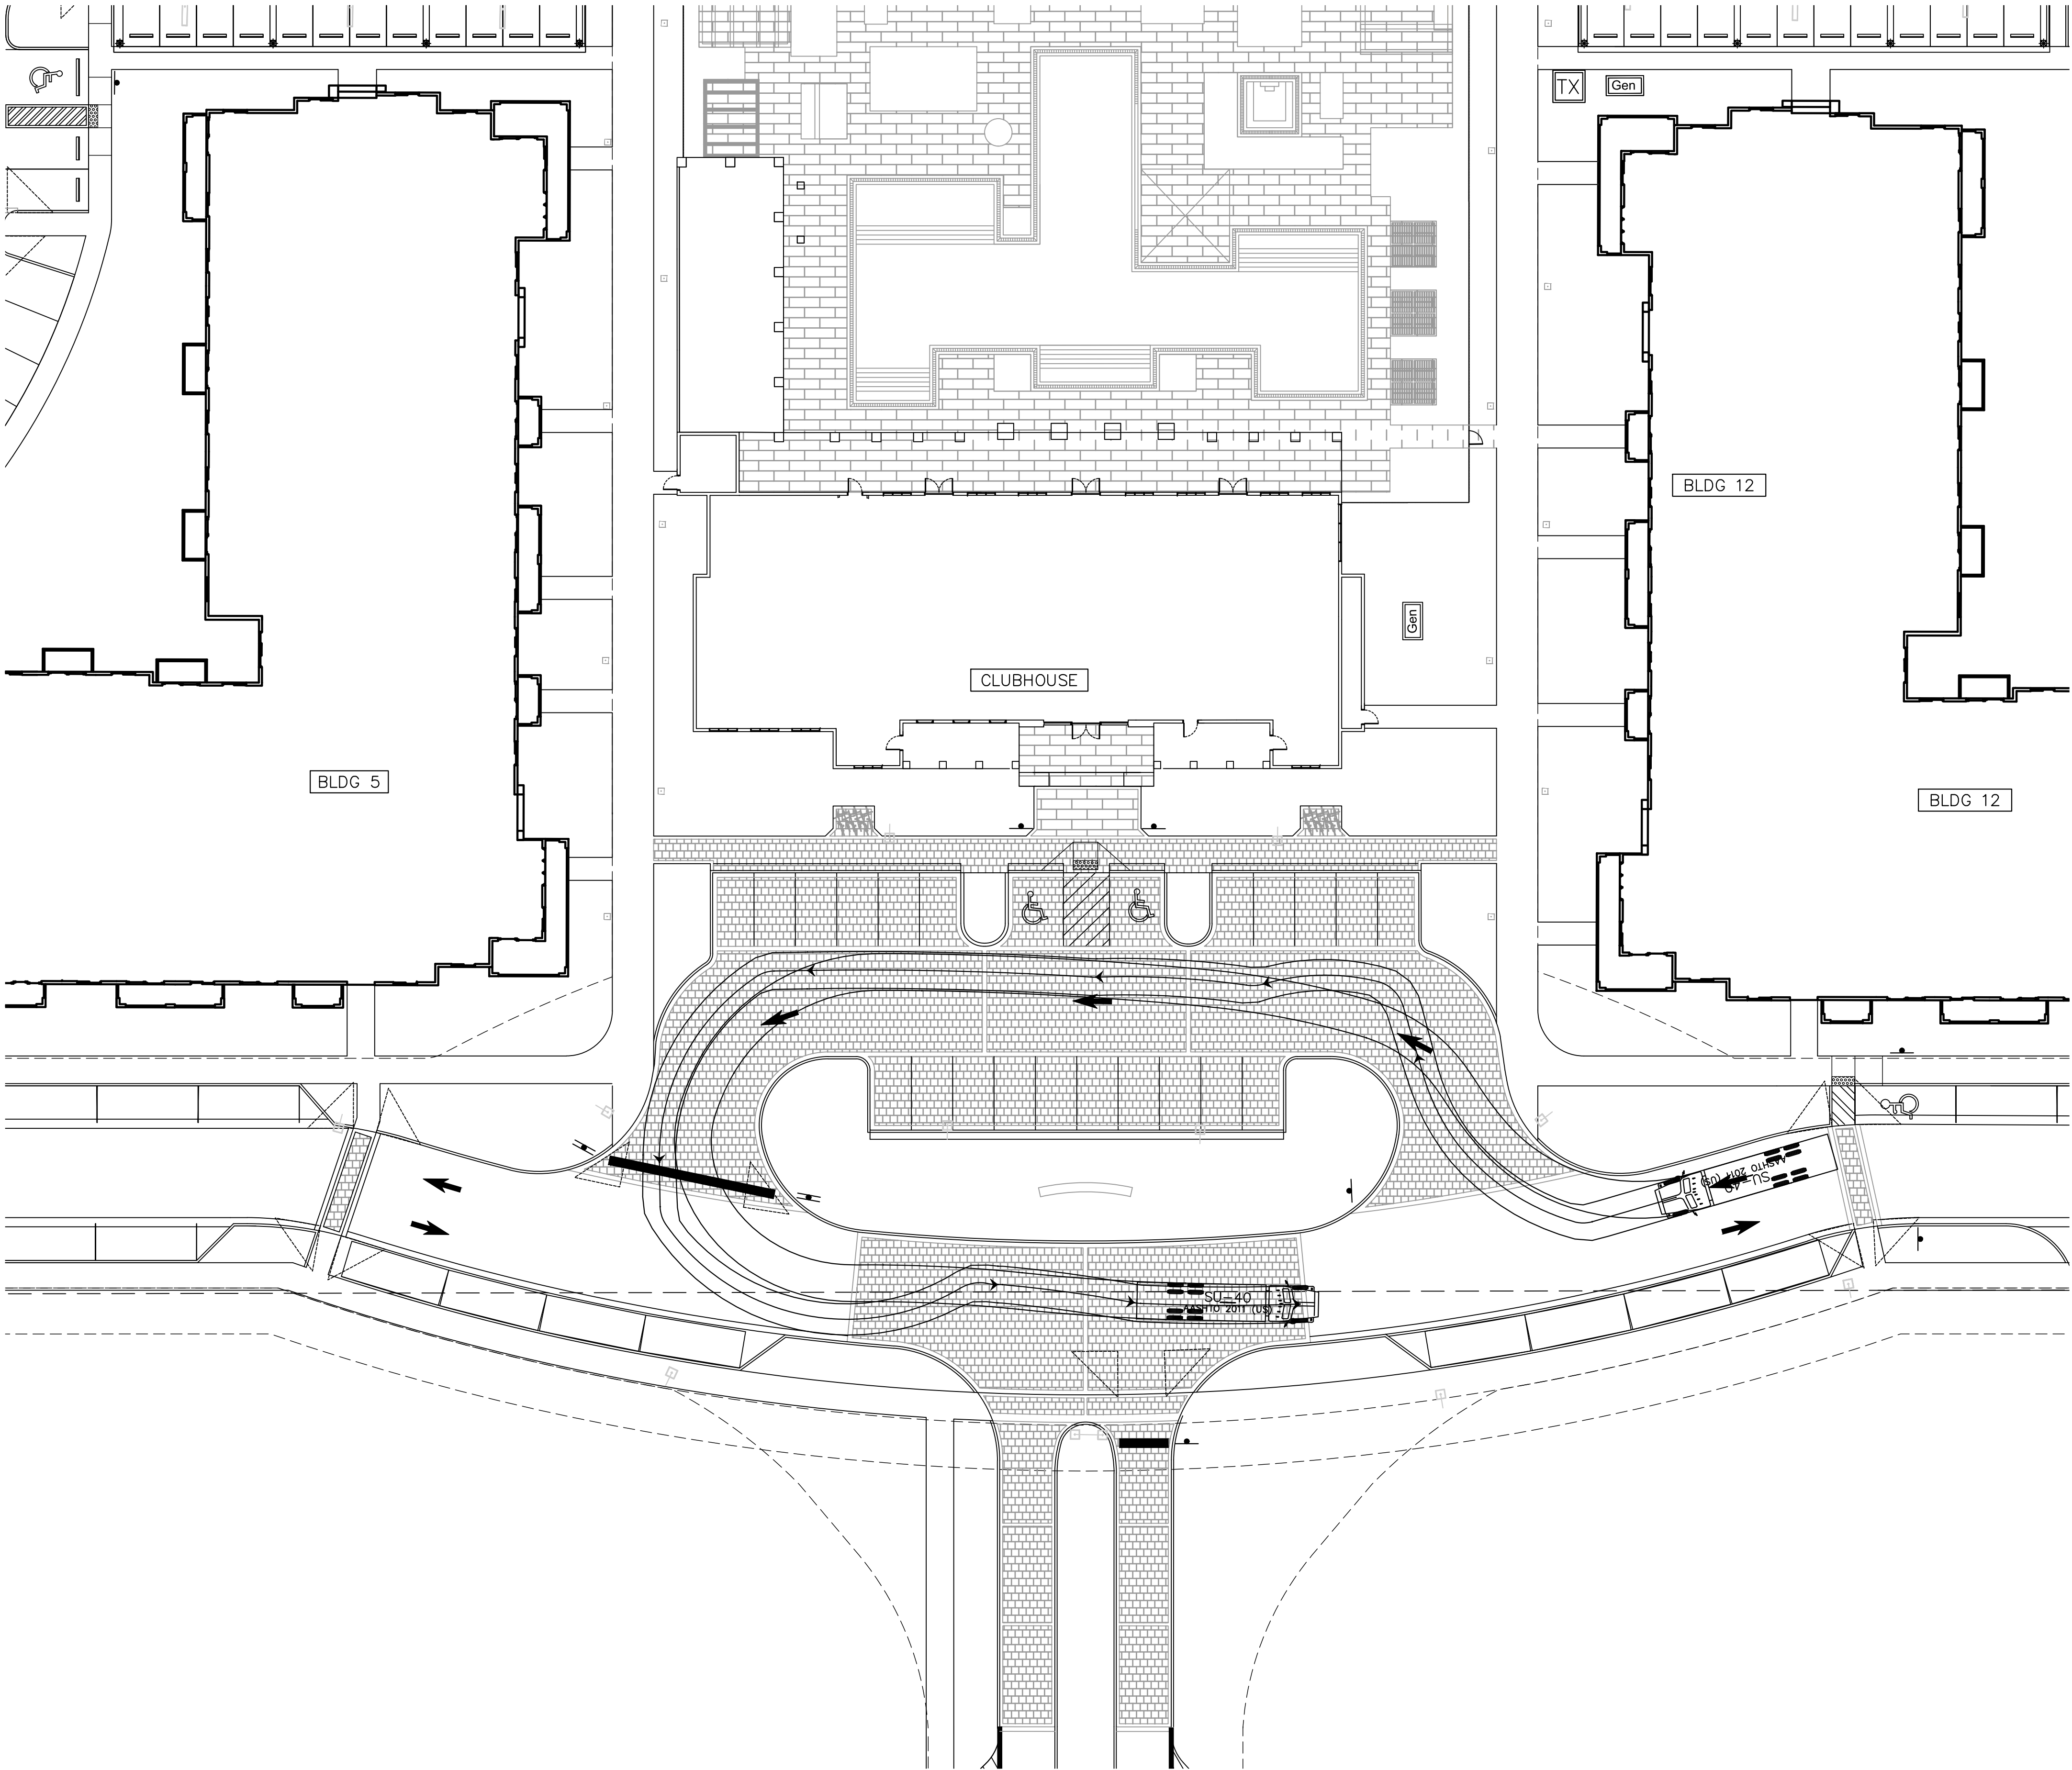 TX
Gen
BLDG 12
Gen
CLUBHOUSE
BLDG 5
BLDG 12
SU-40
AASHTO 2011 (US)
SU-40
AASHTO 2011 (US)